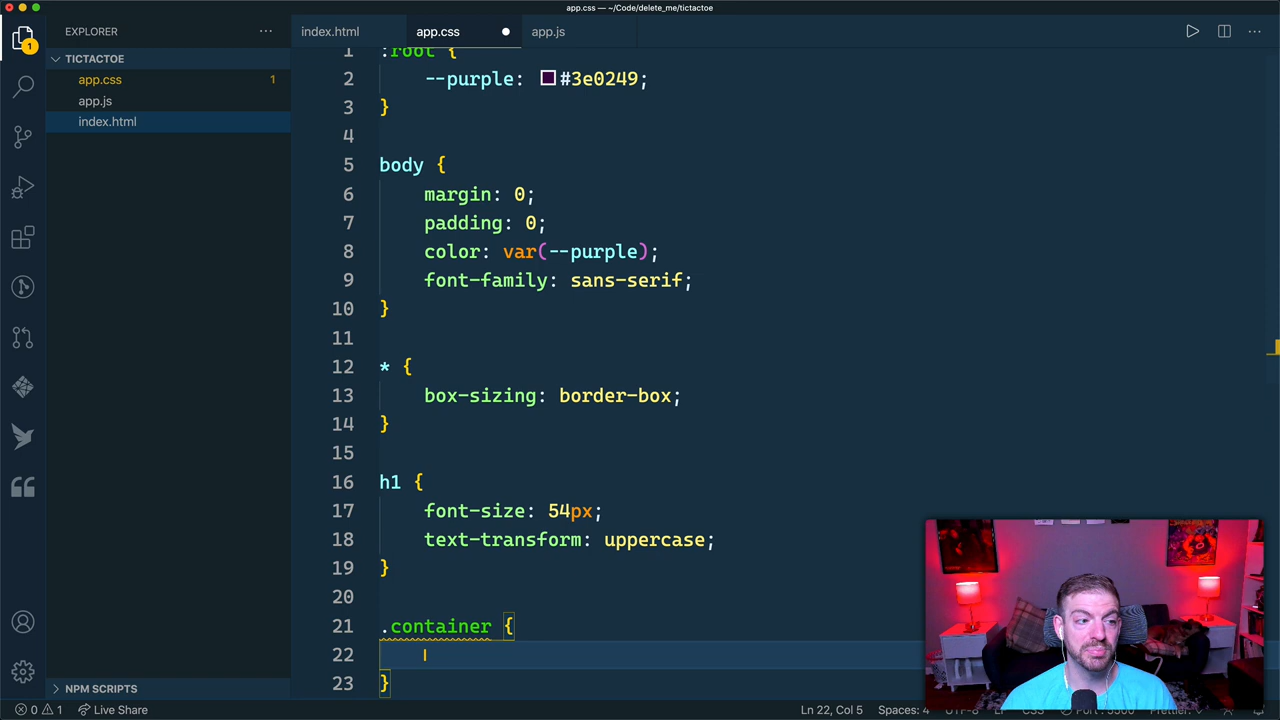 app.css — ~/Code/delete_me/tictactoe
EXPLORER
index.html
app.css
app.js
TICTACTOE
app.css 1
app.js
index.html
1
1 :root {
2 --purple: #3e0249;
3 }
4
5 body {
6 margin: 0;
7 padding: 0;
8 color: var(--purple);
9 font-family: sans-serif;
10 }
11
12 * {
13 box-sizing: border-box;
14 }
15
16 h1 {
17 font-size: 54px;
18 text-transform: uppercase;
19 }
20
21 .container {
22
23 }
NPM SCRIPTS
0 1 Live Share
Ln 22, Col 5 Spaces: 4